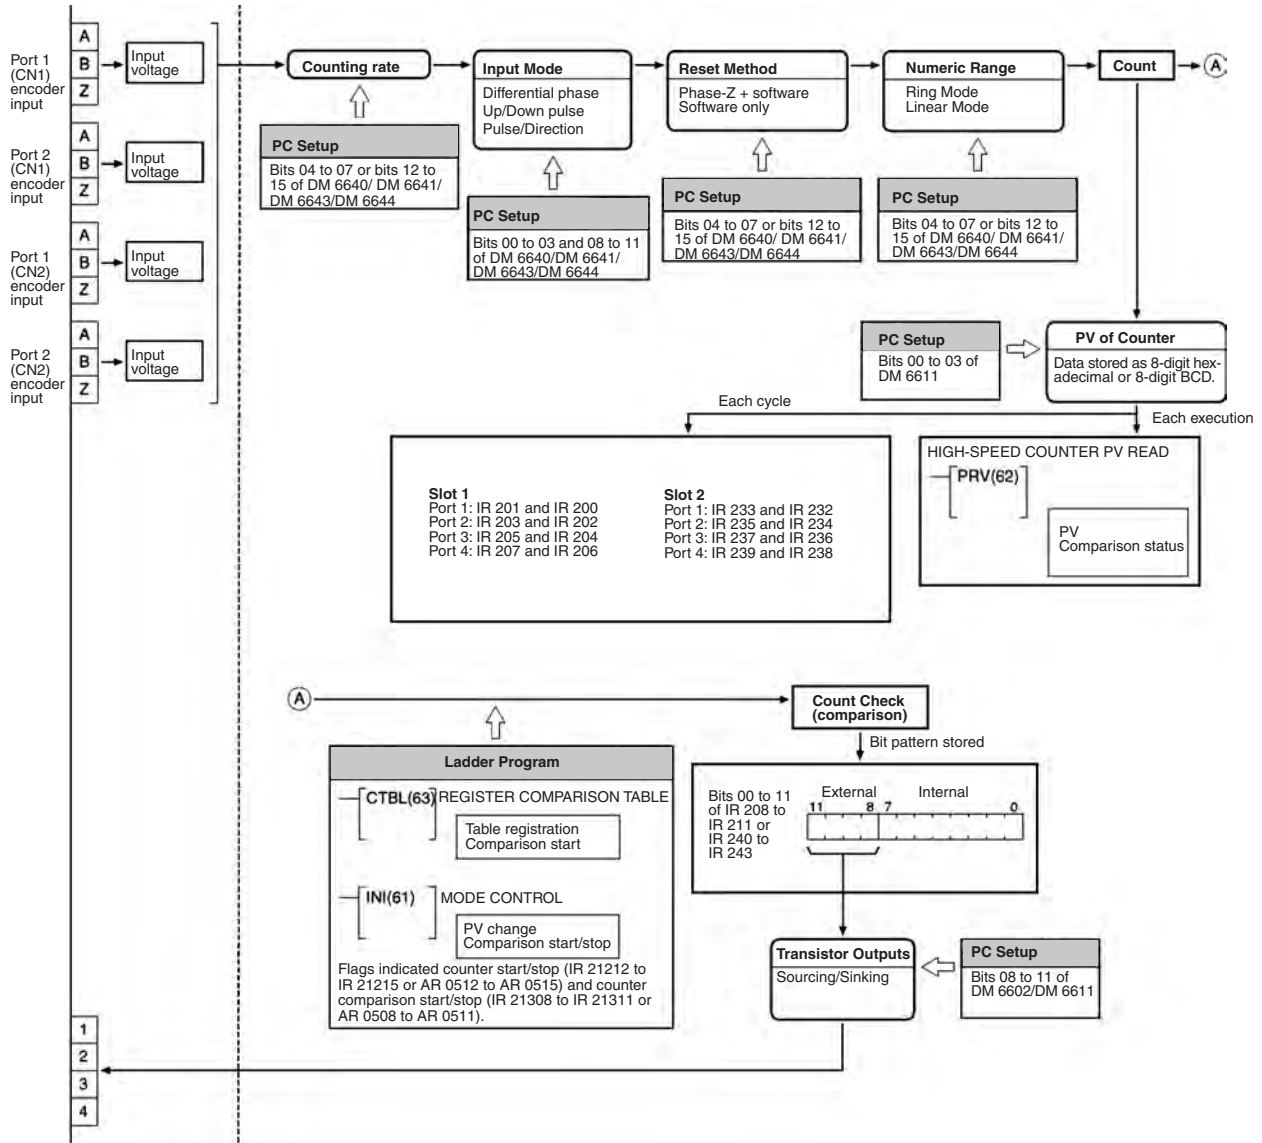 Port 1
(CN1)
encoder
input
A
B
Z
Input
voltage
Port 2
(CN1)
encoder
input
A
B
Z
Input
voltage
Port 1
(CN2)
encoder
input
A
B
Z
Input
voltage
Port 2
(CN2)
encoder
input
A
B
Z
Input
voltage
Counting rate
PC Setup
Bits 04 to 07 or bits 12 to
15 of DM 6640/ DM 6641/
DM 6643/DM 6644
Input Mode
Differential phase
Up/Down pulse
Pulse/Direction
PC Setup
Bits 00 to 03 and 08 to 11
of DM 6640/DM 6641/
DM 6643/DM 6644
Reset Method
Phase-Z + software
Software only
PC Setup
Bits 04 to 07 or bits 12 to
15 of DM 6640/ DM 6641/
DM 6643/DM 6644
Numeric Range
Ring Mode
Linear Mode
PC Setup
Bits 04 to 07 or bits 12 to
15 of DM 6640/ DM 6641/
DM 6643/DM 6644
Count
A
PC Setup
Bits 00 to 03 of
DM 6611
PV of Counter
Data stored as 8-digit hex-
adecimal or 8-digit BCD.
Each cycle
Each execution
Slot 1
Port 1: IR 201 and IR 200
Port 2: IR 203 and IR 202
Port 3: IR 205 and IR 204
Port 4: IR 207 and IR 206
Slot 2
Port 1: IR 233 and IR 232
Port 2: IR 235 and IR 234
Port 3: IR 237 and IR 236
Port 4: IR 239 and IR 238
HIGH-SPEED COUNTER PV READ
PRV(62)
PV
Comparison status
A
Count Check
(comparison)
Bit pattern stored
Ladder Program
CTBL(63) REGISTER COMPARISON TABLE
Table registration
Comparison start
INI(61) MODE CONTROL
PV change
Comparison start/stop
Flags indicated counter start/stop (IR 21212 to
IR 21215 or AR 0512 to AR 0515) and counter
comparison start/stop (IR 21308 to IR 21311 or
AR 0508 to AR 0511).
Bits 00 to 11
of IR 208 to
IR 211 or
IR 240 to
IR 243
External Internal
11 8 7 0
Transistor Outputs
Sourcing/Sinking
PC Setup
Bits 08 to 11 of
DM 6602/DM 6611
1
2
3
4